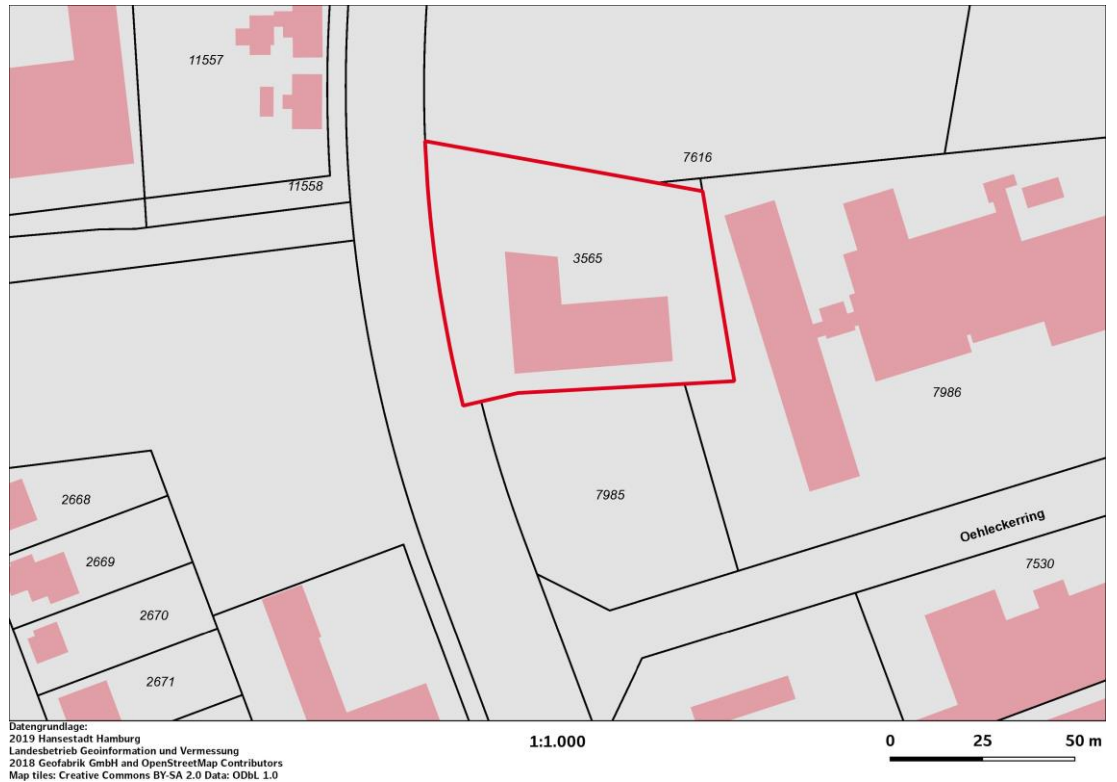 11557
7616
11558
3565
7986
7985
2668
Oehleckerring
2669
7530
2670
2671
Datengrundlage:
2019 Hansestadt Hamburg
Landesbetrieb Geoinformation und Vermessung
2018 Geofabrik GmbH and OpenStreetMap Contributors
Map tiles: Creative Commons BY-SA 2.0 Data: ODbL 1.0
1:1.000
0 25 50 m